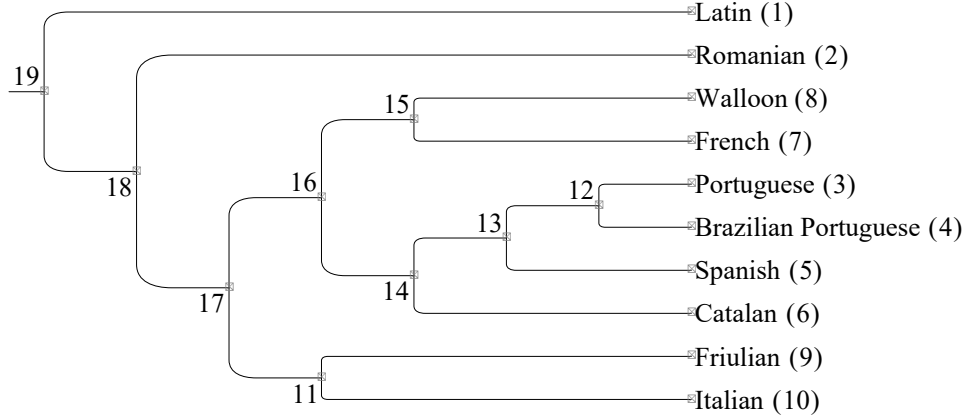 Latin (1)
Romanian (2)
19
15
Walloon (8)
French (7)
18
16
12
Portuguese (3)
13
Brazilian Portuguese (4)
Spanish (5)
17
14
Catalan (6)
Friulian (9)
11
Italian (10)